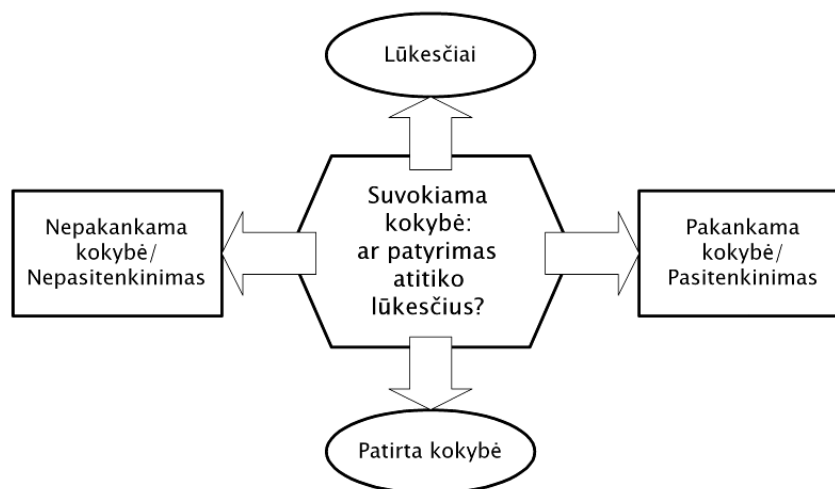 Lūkesčiai
Nepakankama
kokybė/
Nepasitenkinimas
Suvokiama
kokybė:
ar patyrimas
atitiko
lūkesčius?
Pakankama
kokybė/
Pasitenkinimas
Patirta kokybė